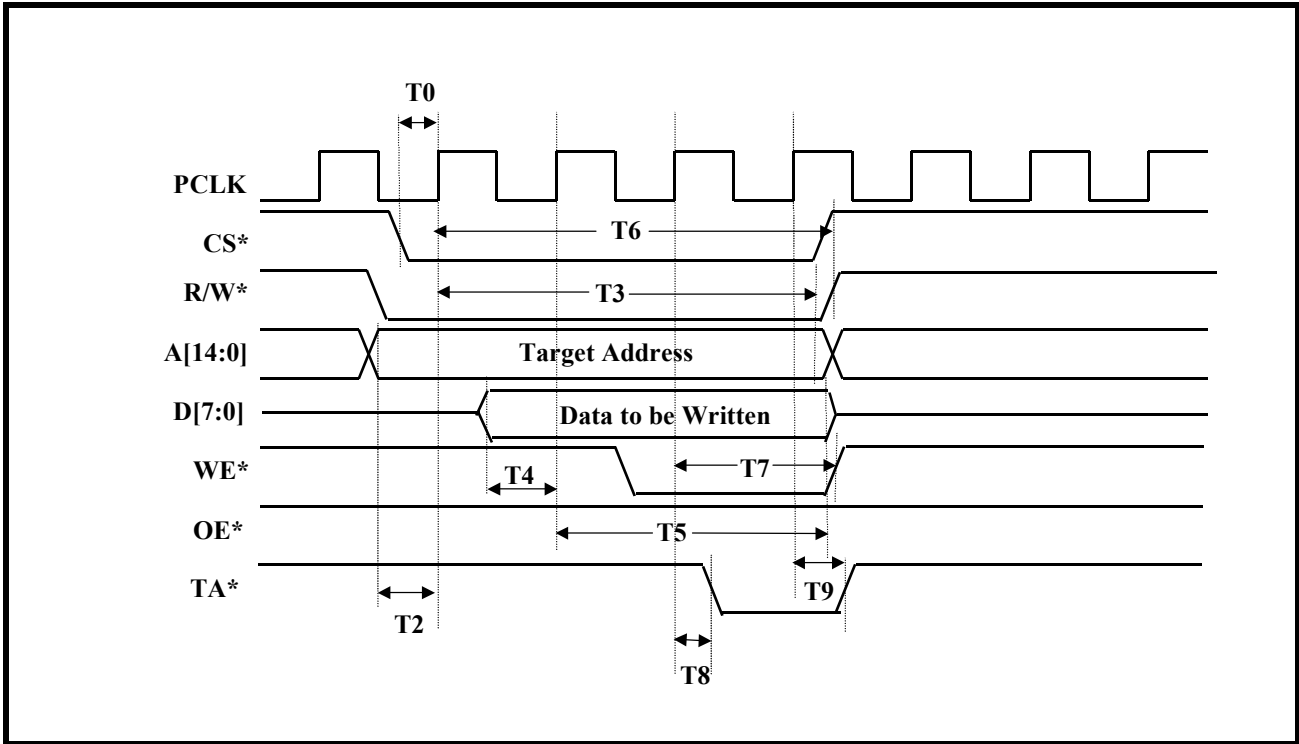 T0
PCLK
T6
CS*
R/W*
T3
A[14:0]
Target Address
D[7:0]
Data to be Written
WE*
T4
T7
OE*
T5
TA*
T9
T2
T8